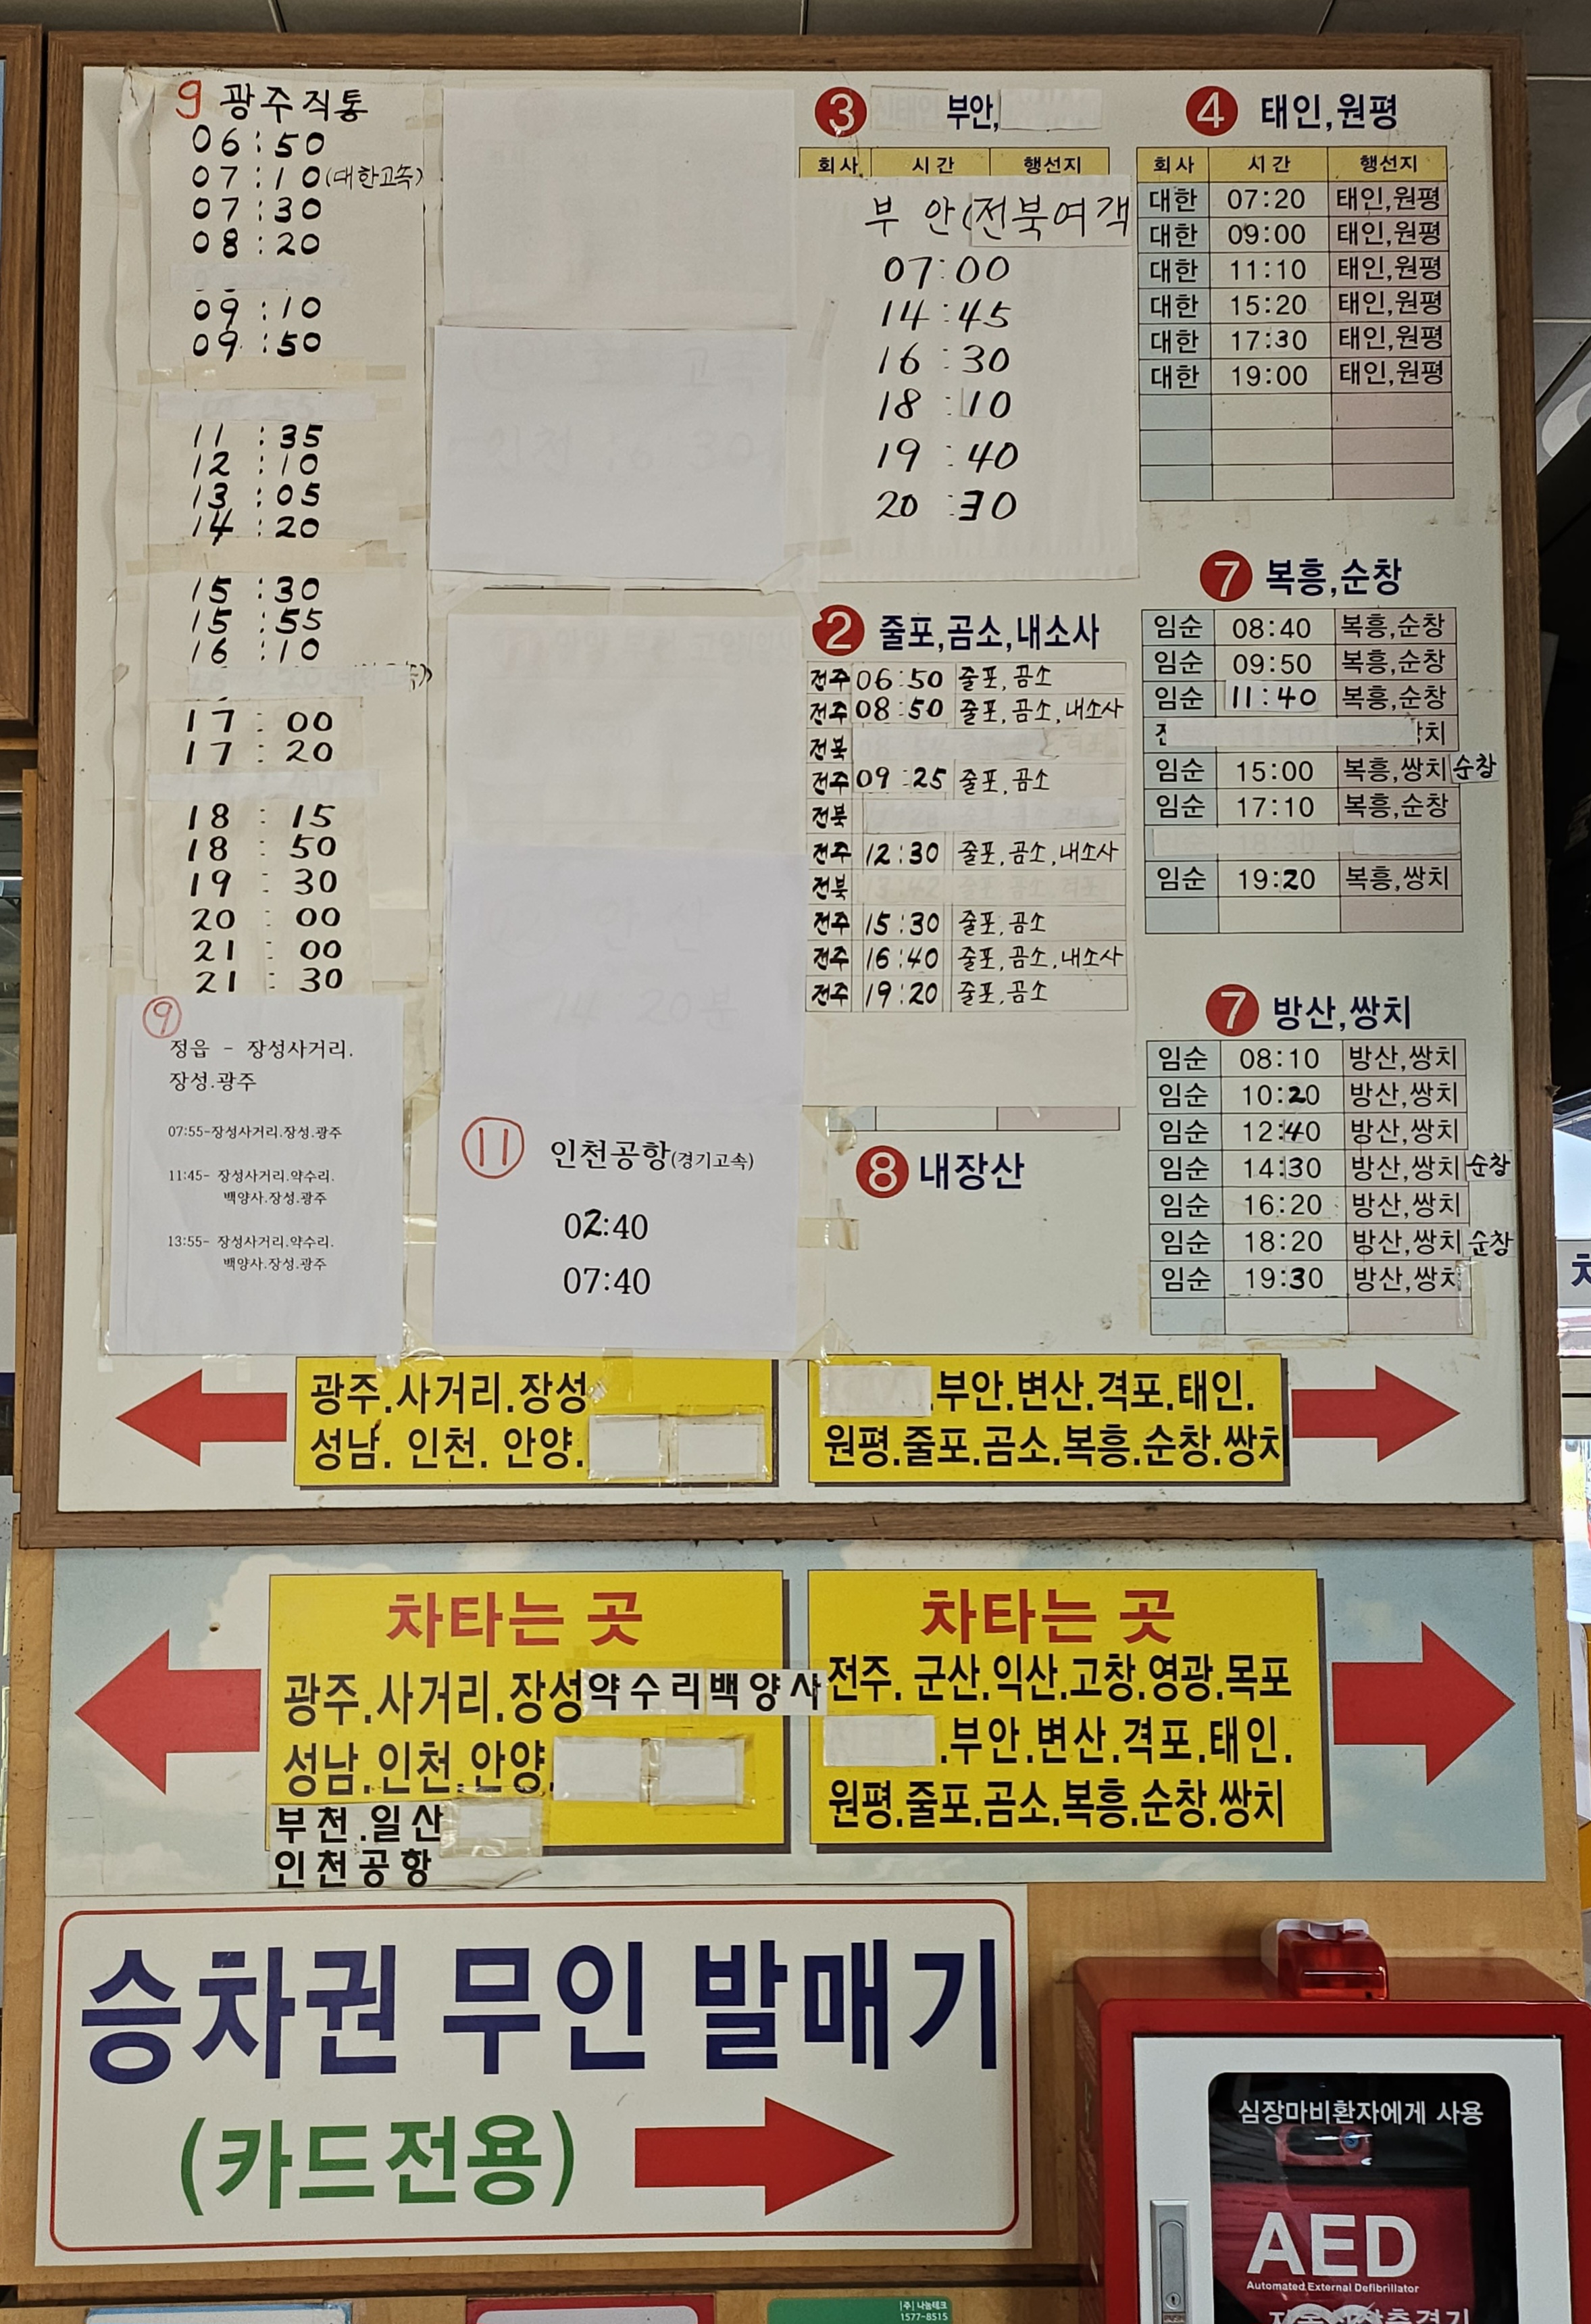 9 광주직통
06:50
07:10(대한고속)
07:30
08:20
09:10
09:50
11:35
12:10
13:05
14:20
15:30
15:55
16:10
17:00
17:20
18:15
18:50
19:30
20:00
21:00
21:30
⑨
정읍 - 장성사거리.
장성.광주
07:55-장성사거리.장성.광주
11:45- 장성사거리.약수리.
백양사.장성.광주
13:55- 장성사거리.약수리.
백양사.장성.광주
⑪ 인천공항(경기고속)
02:40
07:40
3 부안,
회사 시간 행선지
부안(전북여객
07:00
14:45
16:30
18:10
19:40
20:30
2 줄포,곰소,내소사
전주 06:50 줄포,곰소
전주 08:50 줄포,곰소,내소사
전북
전주 09:25 줄포,곰소
전북
전주 12:30 줄포,곰소,내소사
전북
전주 15:30 줄포,곰소
전주 16:40 줄포,곰소,내소사
전주 19:20 줄포,곰소
8 내장산
4 태인,원평
회사 시간 행선지
대한 07:20 태인,원평
대한 09:00 태인,원평
대한 11:10 태인,원평
대한 15:20 태인,원평
대한 17:30 태인,원평
대한 19:00 태인,원평
7 복흥,순창
임순 08:40 복흥,순창
임순 09:50 복흥,순창
임순 11:40 복흥,순창
임순 15:00 복흥,쌍치 순창
임순 17:10 복흥,순창
임순 19:20 복흥,쌍치
7 방산,쌍치
임순 08:10 방산,쌍치
임순 10:20 방산,쌍치
임순 12:40 방산,쌍치
임순 14:30 방산,쌍치 순창
임순 16:20 방산,쌍치
임순 18:20 방산,쌍치 순창
임순 19:30 방산,쌍치
광주.사거리.장성
성남. 인천. 안양.
.부안.변산.격포.태인.
원평.줄포.곰소.복흥.순창.쌍치
차타는 곳
광주.사거리.장성약수리백양사
성남.인천.안양.
부천.일산
인천공항
차타는 곳
전주. 군산.익산.고창.영광.목포
.부안.변산.격포.태인.
원평.줄포.곰소.복흥.순창.쌍치
승차권 무인 발매기
(카드전용)
심장마비환자에게 사용
AED
Automated External Defibrillator
(주)나눔테크
1577-8515